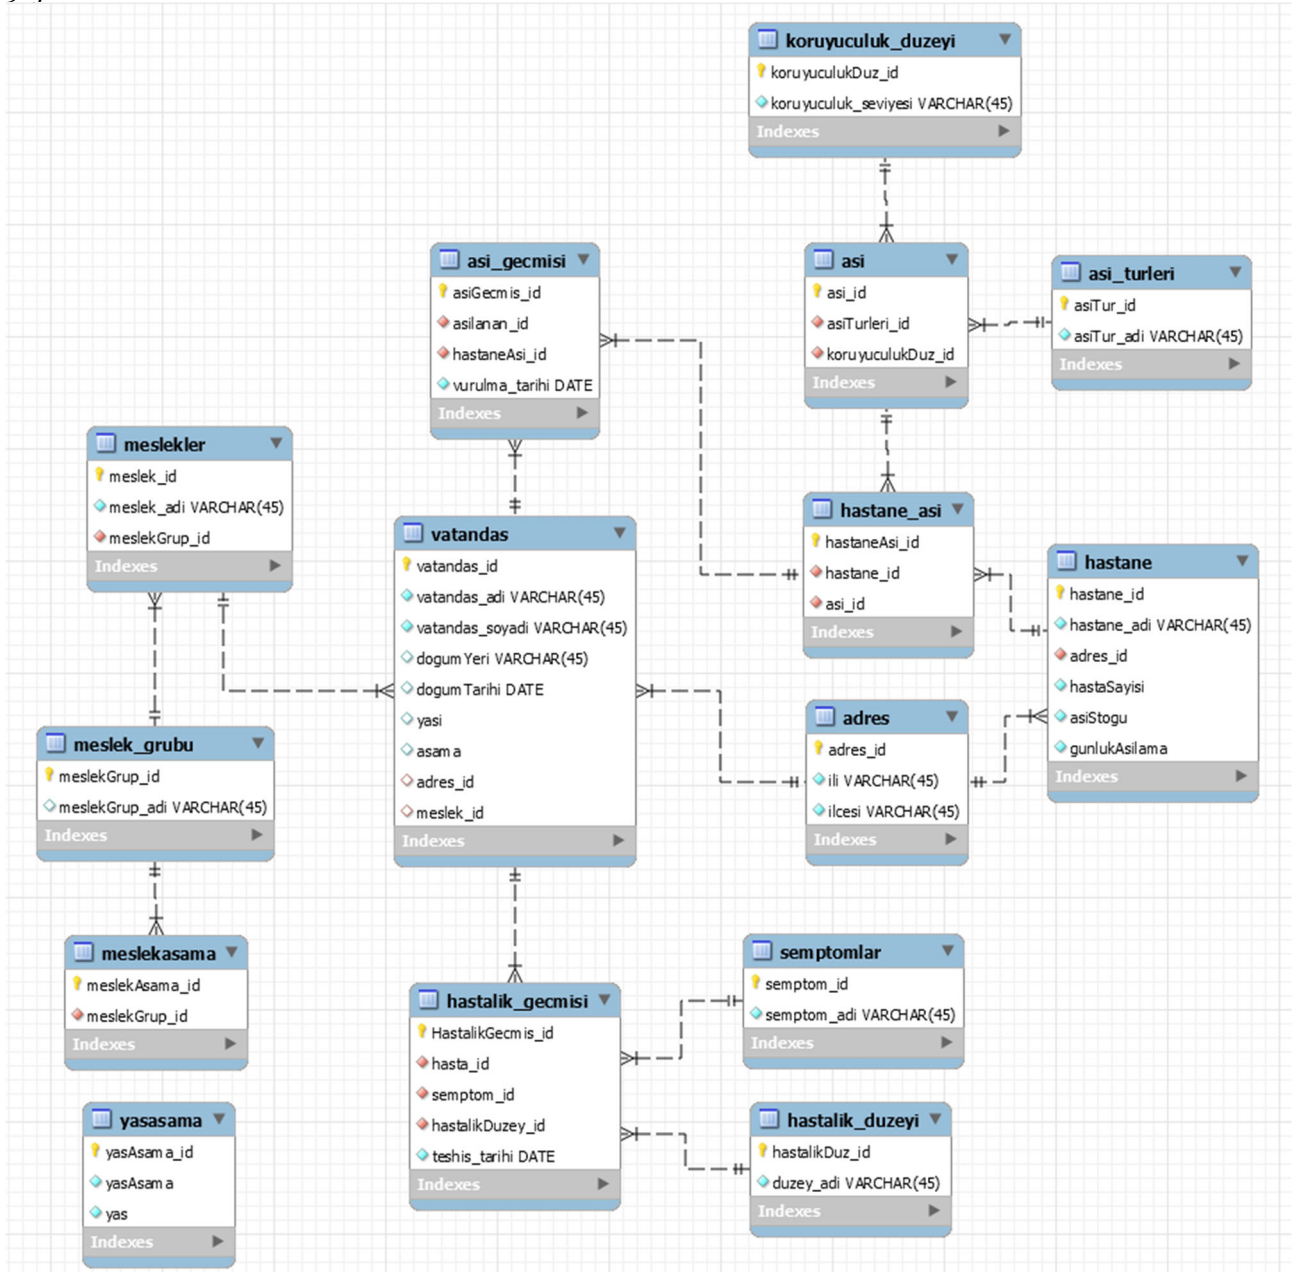 koruyuculuk_duzeyi
koruyuculukDuz_id
koruyuculuk_seviyesi VARCHAR(45)
Indexes
asi_gecmisi
asiGecmis_id
asilanan_id
hastaneAsi_id
vurulma_tarihi DATE
Indexes
asi
asi_id
asiTurleri_id
koruyuculukDuz_id
Indexes
asi_turleri
asiTur_id
asiTur_adi VARCHAR(45)
Indexes
meslekler
meslek_id
meslek_adi VARCHAR(45)
meslekGrup_id
Indexes
vatandas
vatandas_id
vatandas_adi VARCHAR(45)
vatandas_soyadi VARCHAR(45)
dogumYeri VARCHAR(45)
dogumTarihi DATE
yasi
asama
adres_id
meslek_id
Indexes
hastane_asi
hastaneAsi_id
hastane_id
asi_id
Indexes
hastane
hastane_id
hastane_adi VARCHAR(45)
adres_id
hastaSayisi
asiStogu
gunlukAsilama
Indexes
meslek_grubu
meslekGrup_id
meslekGrup_adi VARCHAR(45)
Indexes
adres
adres_id
ili VARCHAR(45)
ilcesi VARCHAR(45)
Indexes
meslekasama
meslekAsama_id
meslekGrup_id
Indexes
hastalik_gecmisi
HastalikGecmis_id
hasta_id
semptom_id
hastalikDuzey_id
teshis_tarihi DATE
Indexes
semptomlar
semptom_id
semptom_adi VARCHAR(45)
Indexes
yasasama
yasAsama_id
yasAsama
yas
Indexes
hastalik_duzeyi
hastalikDuz_id
duzey_adi VARCHAR(45)
Indexes